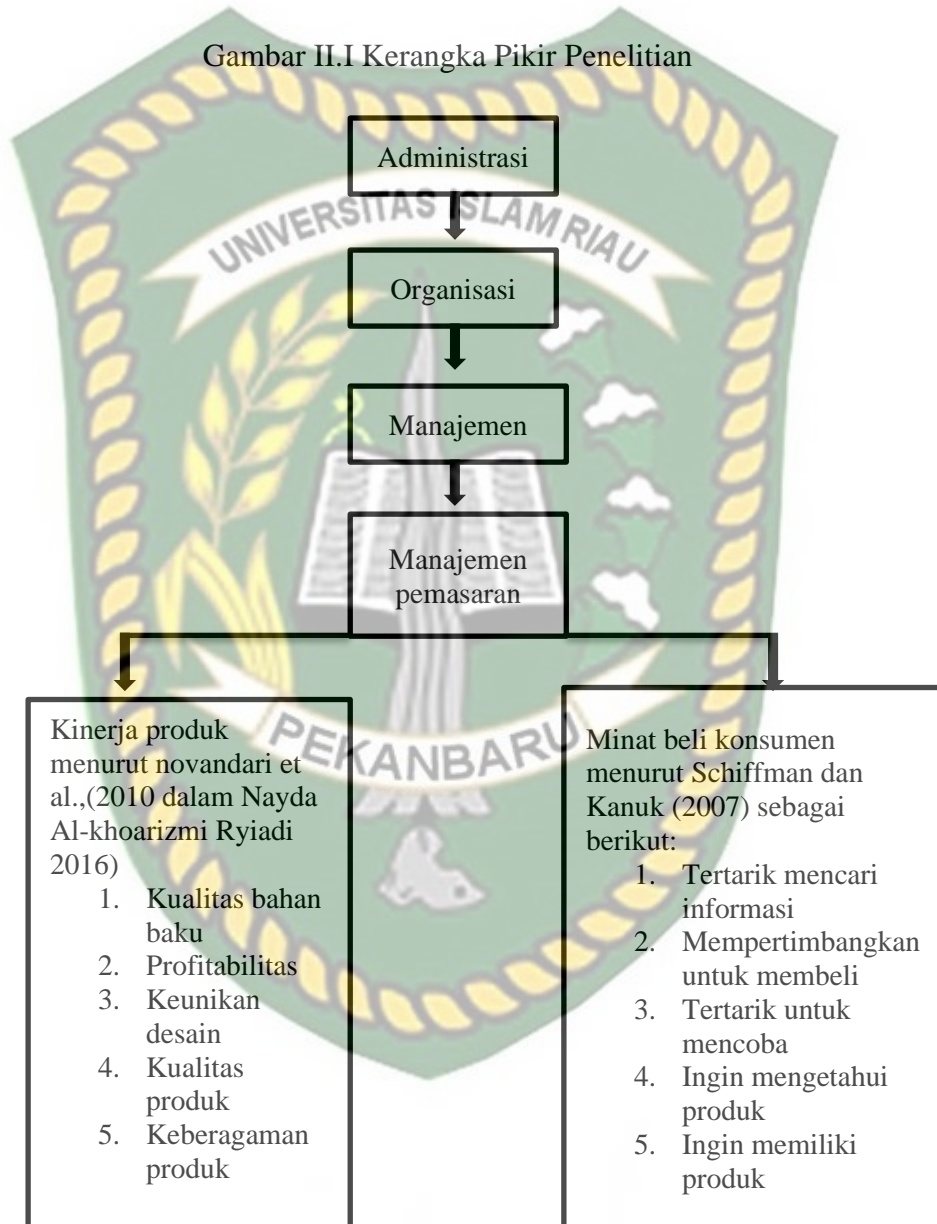 Gambar II.I Kerangka Pikir Penelitian
Administrasi
UNIVERSITAS ISLAM RIAU
Organisasi
Manajemen
Manajemen
pemasaran
PEKANBARU
Kinerja produk
menurut novandari et
al.,(2010 dalam Nayda
Al-khoarizmi Ryiadi
2016)
1. Kualitas bahan
baku
2. Profitabilitas
3. Keunikan
desain
4. Kualitas
produk
5. Keberagaman
produk
Minat beli konsumen
menurut Schiffman dan
Kanuk (2007) sebagai
berikut:
1. Tertarik mencari
informasi
2. Mempertimbangkan
untuk membeli
3. Tertarik untuk
mencoba
4. Ingin mengetahui
produk
5. Ingin memiliki
produk